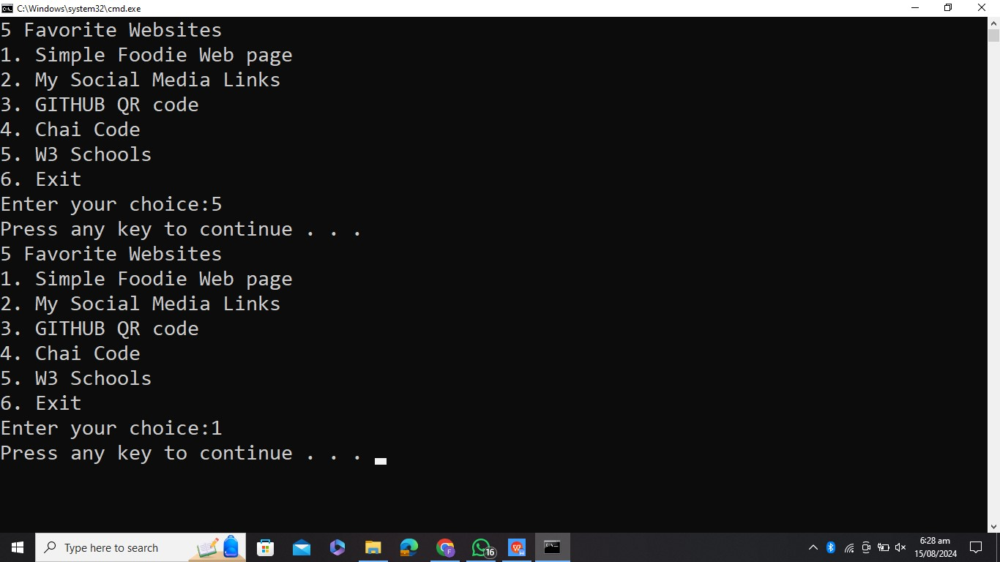 C:\Windows\system32\cmd.exe
5 Favorite Websites
1. Simple Foodie Web page
2. My Social Media Links
3. GITHUB QR code
4. Chai Code
5. W3 Schools
6. Exit
Enter your choice:5
Press any key to continue . . .
5 Favorite Websites
1. Simple Foodie Web page
2. My Social Media Links
3. GITHUB QR code
4. Chai Code
5. W3 Schools
6. Exit
Enter your choice:1
Press any key to continue . . .
Type here to search
16
6:28 am
15/08/2024